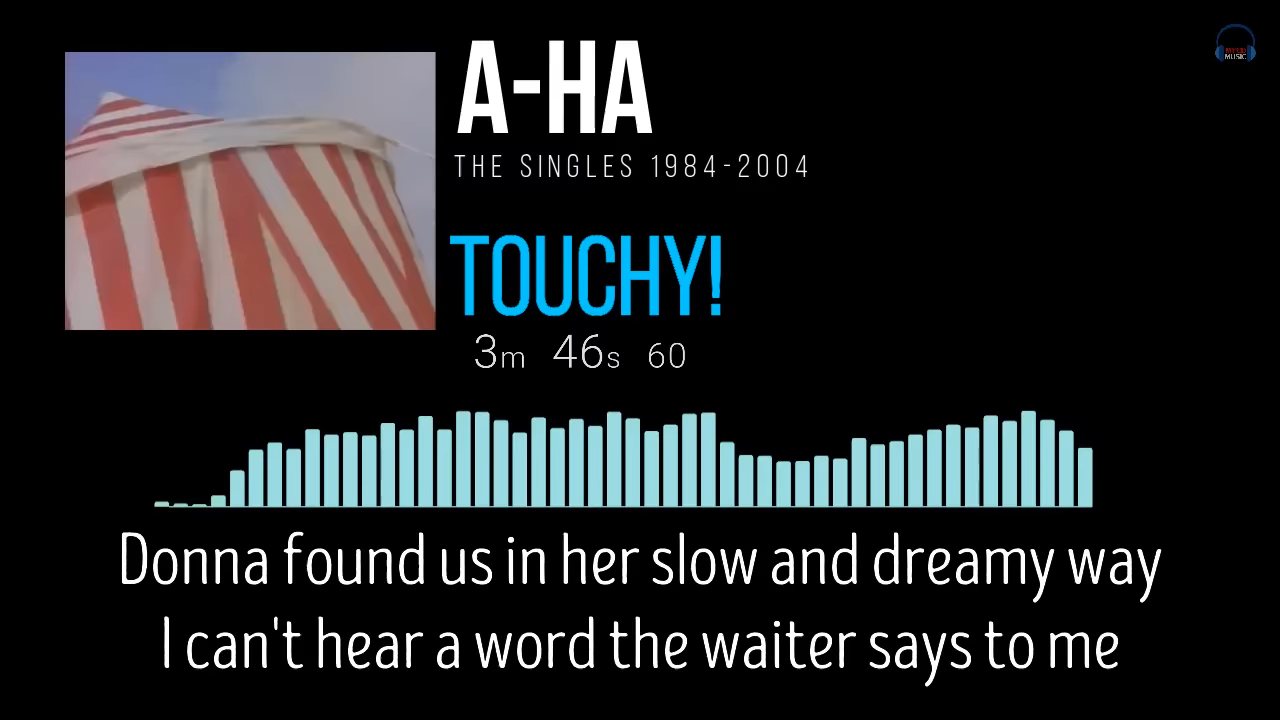 A-HA
THE SINGLES 1984-2004
TOUCHY!
3m 46s 60
Donna found us in her slow and dreamy way
I can't hear a word the waiter says to me
MUSIC